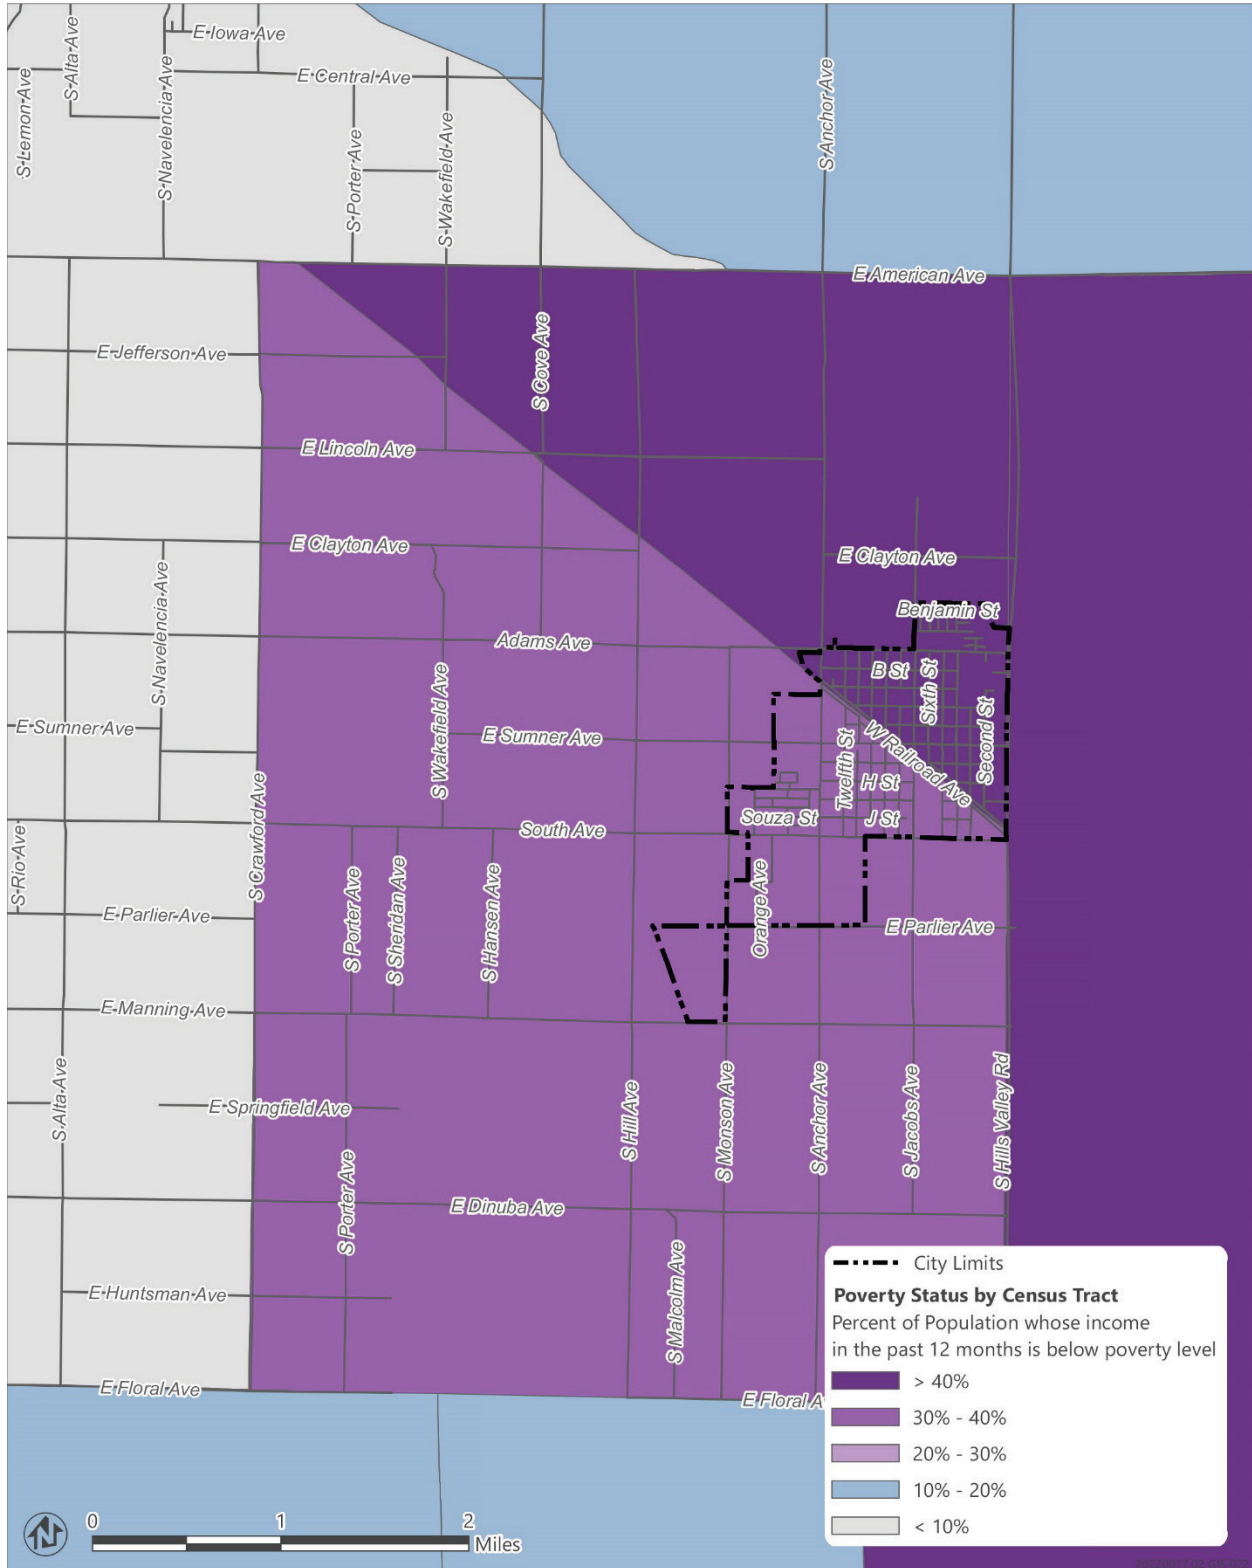 E Iowa Ave
E Central Ave
S Lemon Ave
S Alta Ave
S Navelencia Ave
S Porter Ave
S Wakefield Ave
S Anchor Ave
E American Ave
E Jefferson Ave
S Cove Ave
E Lincoln Ave
E Clayton Ave
E Clayton Ave
S Navelencia Ave
Benjamin St
Adams Ave
B St
Sixth St
S Wakefield Ave
E Sumner Ave
E Sumner Ave
Twelfth St
W Railroad Ave
Second St
H St
S Crawford Ave
South Ave
Souza St
J St
S Rio Ave
E Parlier Ave
S Porter Ave
S Sheridan Ave
S Hansen Ave
Orange Ave
E Parlier Ave
E Manning Ave
S Alta Ave
E Springfield Ave
S Hill Ave
S Monson Ave
S Anchor Ave
S Jacobs Ave
S Hills Valley Rd
S Porter Ave
E Dinuba Ave
E Huntsman Ave
S Malcolm Ave
E Floral Ave
E Floral A
City Limits
Poverty Status by Census Tract
Percent of Population whose income
in the past 12 months is below poverty level
> 40%
30% - 40%
20% - 30%
10% - 20%
< 10%
N
0 1 2
Miles